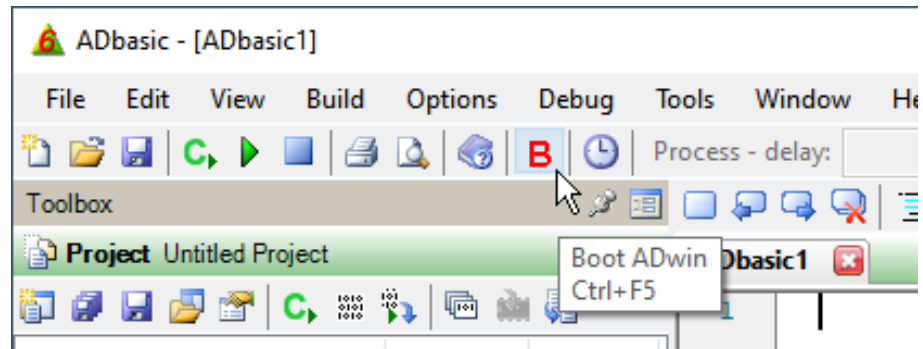 ADbasic - [ADbasic1]
File Edit View Build Options Debug Tools Window
B Process - delay:
Toolbox
Project Untitled Project
Boot ADwin
Ctrl+F5
Dbasic1
1